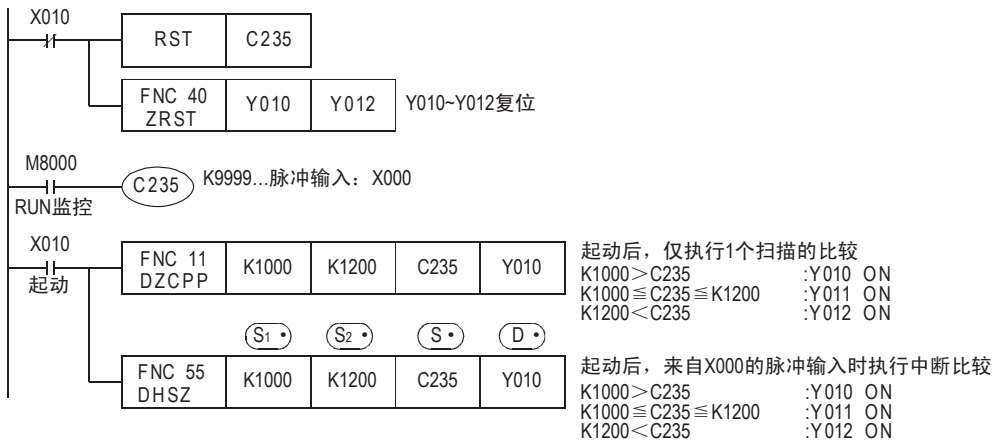 X010
RST C235
FNC 40 ZRST Y010 Y012 Y010~Y012复位
M8000
RUN监控
C235 K9999...脉冲输入：X000
X010
起动
FNC 11 DZCPP K1000 K1200 C235 Y010
起动后，仅执行1个扫描的比较
K1000＞C235 :Y010 ON
K1000≦C235≦K1200 :Y011 ON
K1200＜C235 :Y012 ON
S1 • S2 • S • D •
FNC 55 DHSZ K1000 K1200 C235 Y010
起动后，来自X000的脉冲输入时执行中断比较
K1000＞C235 :Y010 ON
K1000≦C235≦K1200 :Y011 ON
K1200＜C235 :Y012 ON